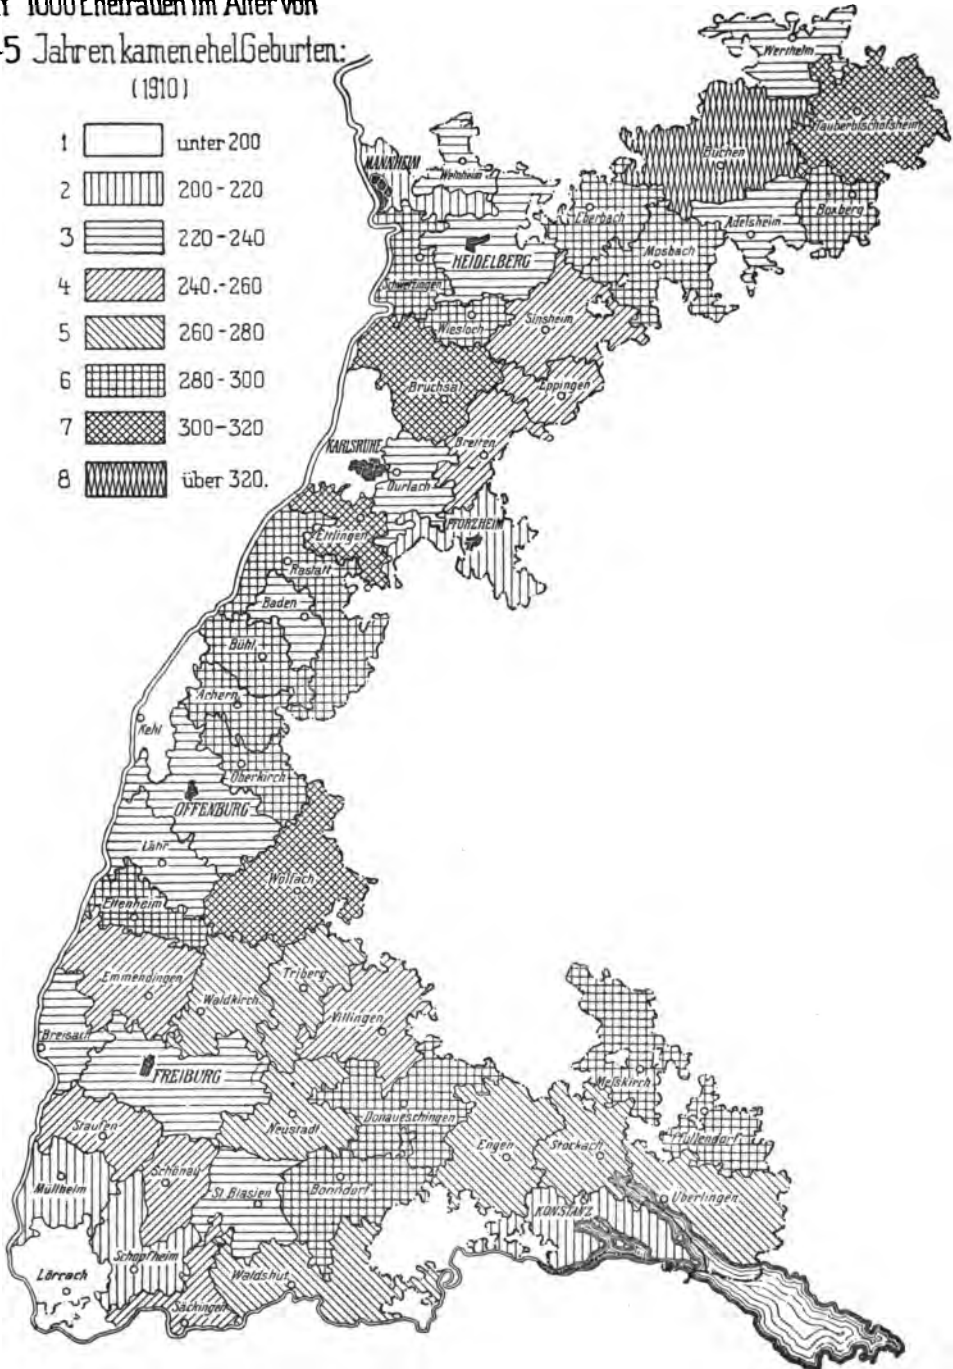 1000 Ehefrauen im Alter von
-5 Jahren kamen ehel. Geburten:
(1910)
1 unter 200
2 200-220
3 220-240
4 240.-260
5 260-280
6 280-300
7 300-320
8 über 320.
Wertheim
Tauberbischofsheim
Buchen
MANNHEIM
Weinheim
Eberbach
Adelsheim
Boxberg
Mosbach
HEIDELBERG
Schwetzingen
Wiesloch
Sinsheim
Bruchsal
Eppingen
KARLSRUHE
Bretten
Durlach
PFORZHEIM
Ettlingen
Rastatt
Baden
Bühl
Achern
Kehl
Oberkirch
OFFENBURG
Lahr
Wolfach
Ettenheim
Emmendingen
Triberg
Waldkirch
Villingen
Breisach
FREIBURG
Meßkirch
Donaueschingen
Neustadt
Staufen
Engen
Stockach
Pfullendorf
Schönau
Müllheim
St. Blasien
Bonndorf
Überlingen
KONSTANZ
Schopfheim
Lörrach
Waldshut
Säckingen